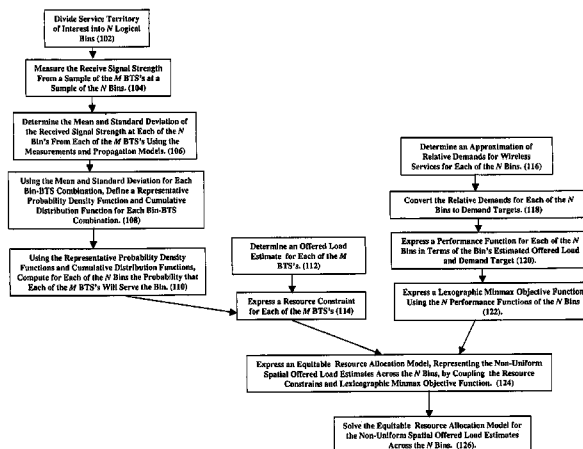 Divide Service Territory
of Interest into N Logical
Bins (102)
Measure the Receive Signal Strength
From a Sample of the M BTS's at a
Sample of the N Bins. (104)
Determine the Mean and Standard Deviation of
the Received Signal Strength at Each of the N
Bin's From Each of the M BTS's Using the
Measurements and Propagation Models. (106)
Using the Mean and Standard Deviation for Each
Bin-BTS Combination, Define a Representative
Probability Density Function and Cumulative
Distribution Function for Each Bin-BTS
Combination. (108)
Using the Representative Probability Density
Functions and Cumulative Distribution Functions,
Compute for Each of the N Bins the Probability that
Each of the M BTS's Will Serve the Bin. (110)
Determine an Offered Load
Estimate for Each of the M
BTS's. (112)
Express a Resource Constraint
for Each of the M BTS's (114)
Determine an Approximation of
Relative Demands for Wireless
Services for Each of the N Bins.
(116)
Convert the Relative Demands for Each of the N
Bins to Demand Targets. (118)
Express a Performance Function for Each of the N
Bins in Terms of the Bin's Estimated Offered Load
and Demand Target (120).
Express a Lexographic Minmax Objective Function
Using the N Performance Functions of the N Bins
(122).
Express an Equitable Resource Allocation Model, Representing the Non-Uniform
Spatial Offered Load Estimates Across the N Bins, by Coupling the Resource
Constrains and Lexicographic Minmax Objective Function. (124)
Solve the Equitable Resource Allocation Model for
the Non-Uniform Spatial Offered Load Estimates
Across the N Bins. (126).